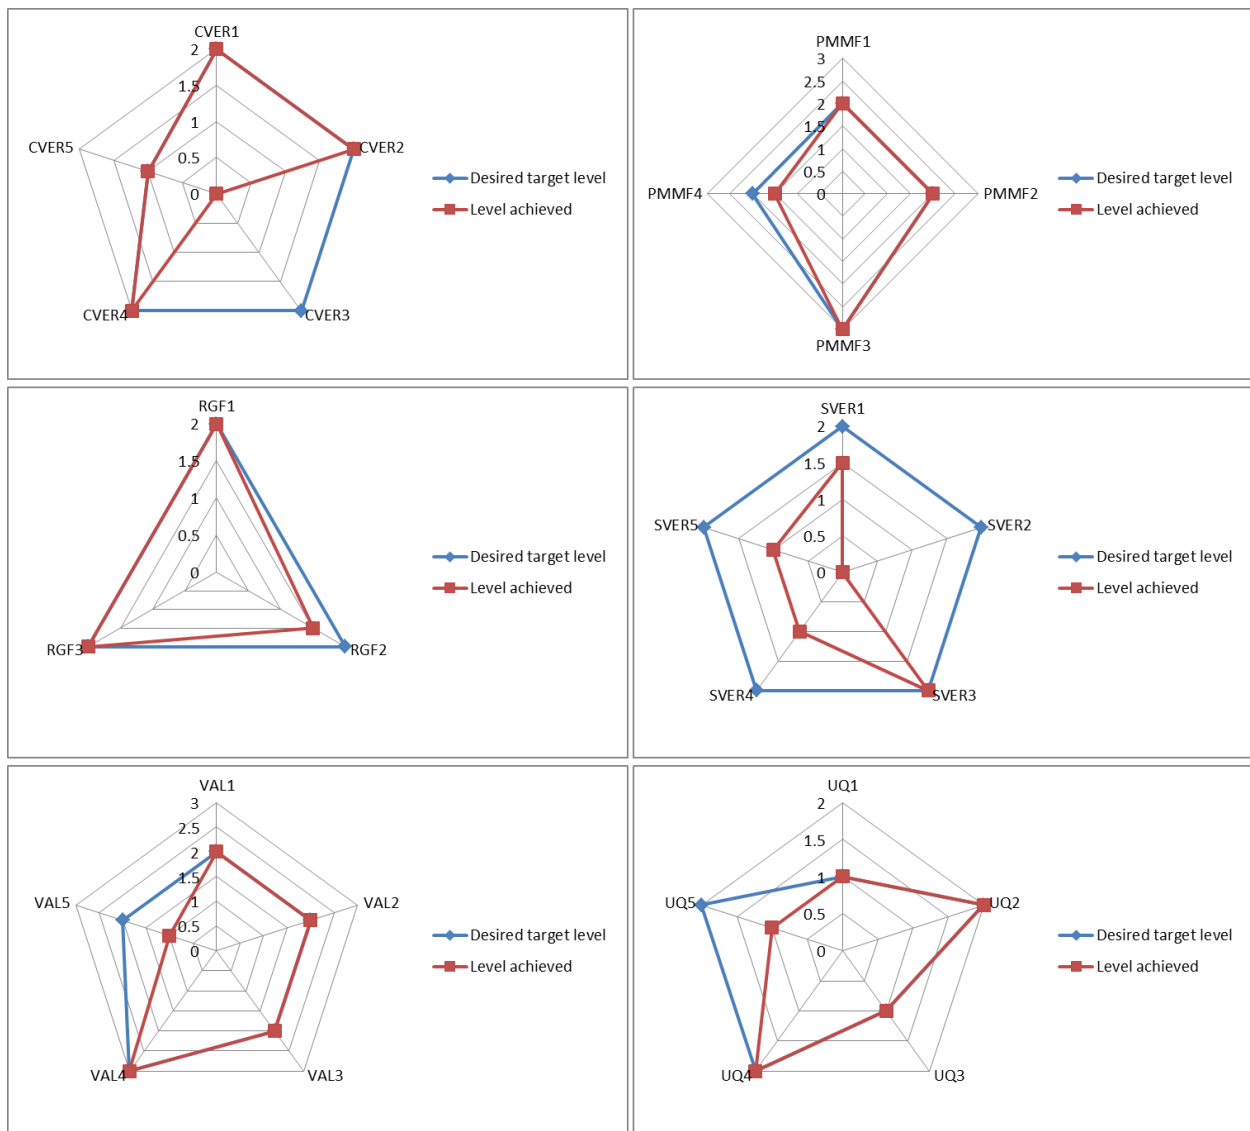 CVER1
2
1.5
1
0.5
0
CVER5
CVER2
CVER4
CVER3
Desired target level
Level achieved
PMMF1
3
2.5
2
1.5
1
0.5
0
PMMF4
PMMF2
PMMF3
Desired target level
Level achieved
RGF1
2
1.5
1
0.5
0
RGF3
RGF2
Desired target level
Level achieved
SVER1
2
1.5
1
0.5
0
SVER5
SVER2
SVER4
SVER3
Desired target level
Level achieved
VAL1
3
2.5
2
1.5
1
0.5
0
VAL5
VAL2
VAL4
VAL3
Desired target level
Level achieved
UQ1
2
1.5
1
0.5
0
UQ5
UQ2
UQ4
UQ3
Desired target level
Level achieved